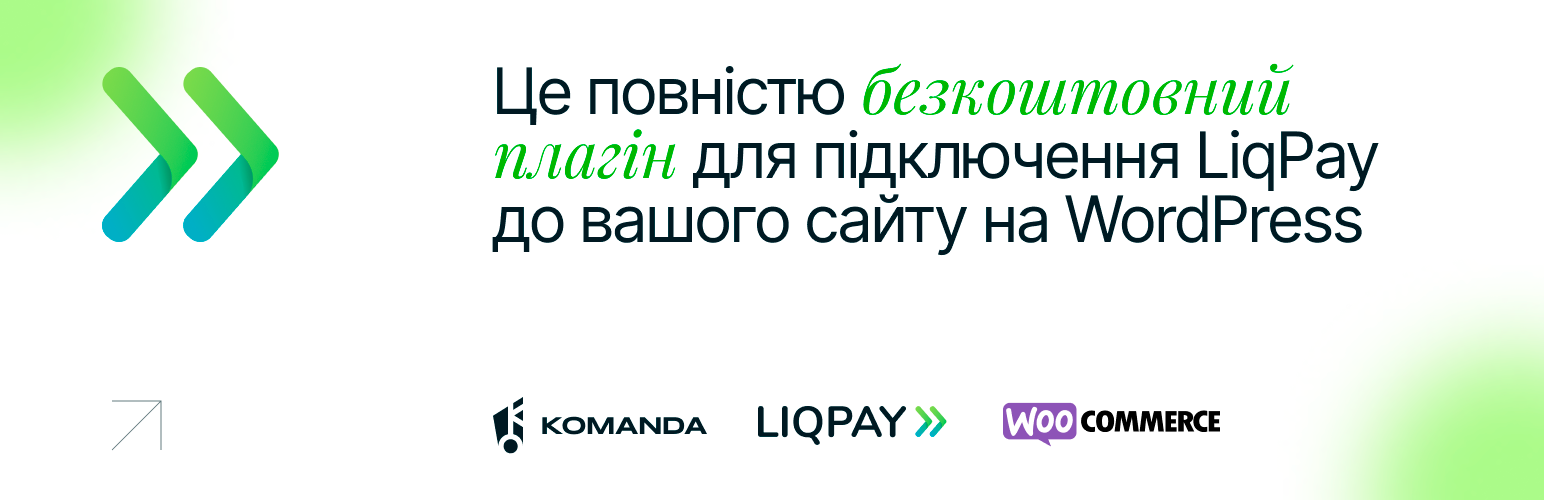 Це повністю безкоштовний
плагін для підключення LiqPay
до вашого сайту на WordPress
KOMANDA LIQPAY WOO COMMERCE